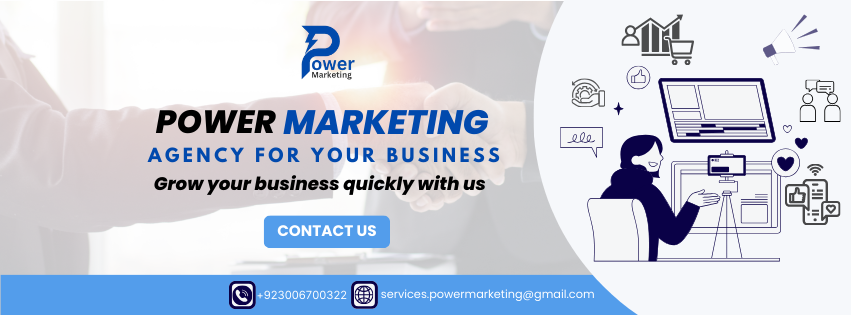 Power
Marketing
POWER MARKETING
AGENCY FOR YOUR BUSINESS
Grow your business quickly with us
CONTACT US
+923006700322
services.powermarketing@gmail.com